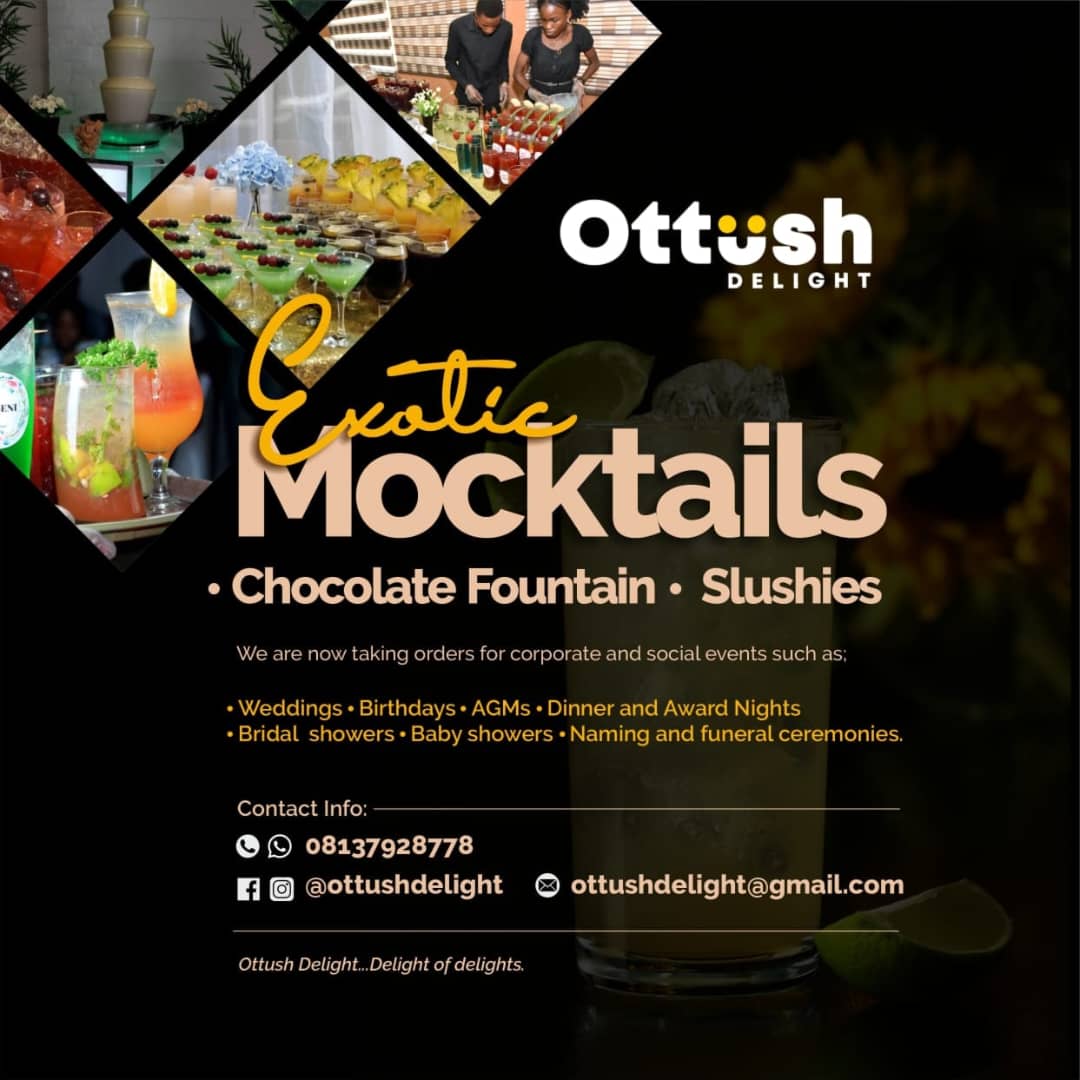 Ottush
DELIGHT
Exotic
Mocktails
• Chocolate Fountain • Slushies
We are now taking orders for corporate and social events such as;
• Weddings • Birthdays • AGMs • Dinner and Award Nights
• Bridal showers • Baby showers • Naming and funeral ceremonies.
Contact Info:
08137928778
@ottushdelight ottushdelight@gmail.com
Ottush Delight...Delight of delights.